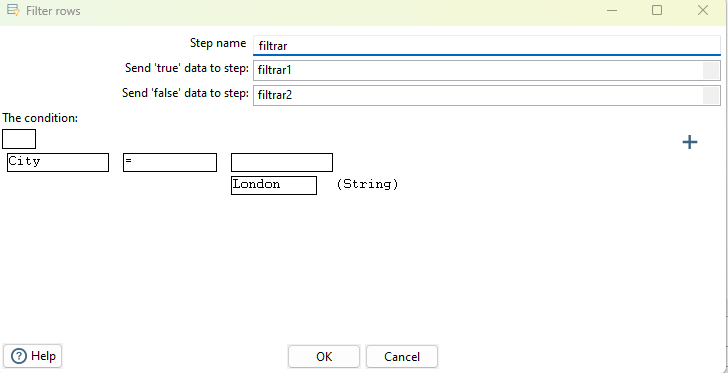 Filter rows
Step name filtrar
Send 'true' data to step: filtrar1
Send 'false' data to step: filtrar2
The condition:
City =
London (String)
Help OK Cancel